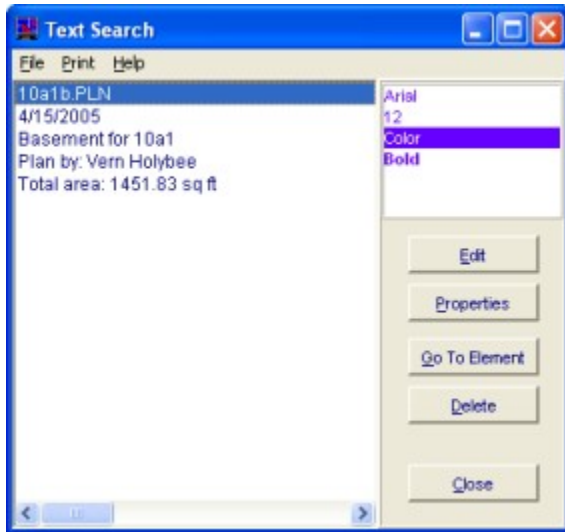 Text Search
File Print Help
10a1b.PLN
4/15/2005
Basement for 10a1
Plan by: Vern Holybee
Total area: 1451.83 sq ft
Arial
12
Color
Bold
Edit
Properties
Go To Element
Delete
Close